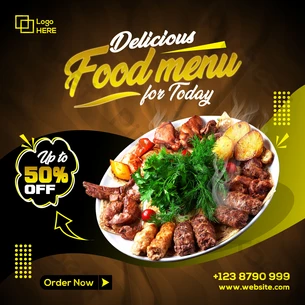 Logo
HERE
Delicious
Food menu
for Today
Up to
50%
OFF
Order Now
+123 8790 999
www.website.com